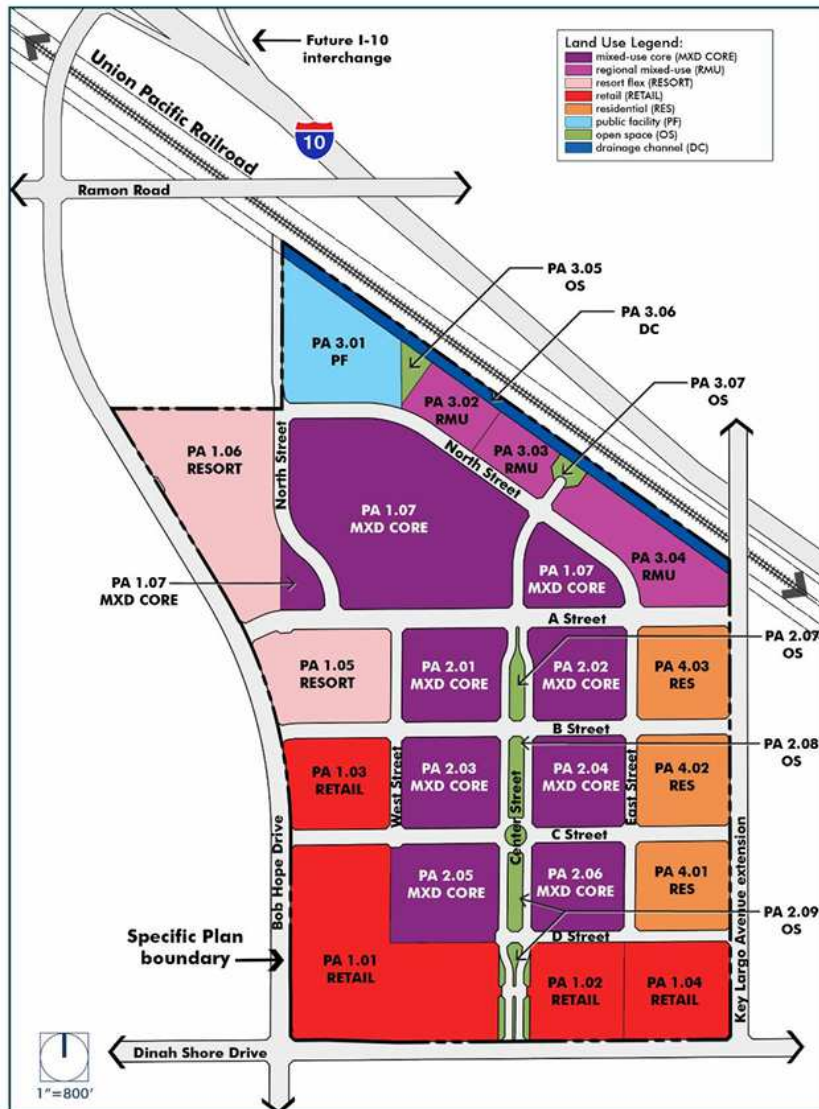 Future I-10
interchange
Land Use Legend:
mixed-use core (MXD CORE)
regional mixed-use (RMU)
resort flex (RESORT)
retail (RETAIL)
residential (RES)
public facility (PF)
open space (OS)
drainage channel (DC)
Union Pacific Railroad
10
Ramon Road
PA 3.05
OS
PA 3.06
DC
PA 3.07
OS
PA 3.01
PF
PA 3.02
RMU
PA 3.03
RMU
North Street
PA 1.06
RESORT
North Street
PA 1.07
MXD CORE
PA 1.07
MXD CORE
PA 1.07
MXD CORE
PA 3.04
RMU
A Street
PA 2.07
OS
PA 1.05
RESORT
PA 2.01
MXD CORE
PA 2.02
MXD CORE
PA 4.03
RES
B Street
PA 2.08
OS
PA 1.03
RETAIL
West Street
PA 2.03
MXD CORE
Center Street
PA 2.04
MXD CORE
East Street
PA 4.02
RES
C Street
Bob Hope Drive
PA 2.05
MXD CORE
PA 2.06
MXD CORE
PA 4.01
RES
Key Largo Avenue extension
PA 2.09
OS
D Street
Specific Plan
boundary
PA 1.01
RETAIL
PA 1.02
RETAIL
PA 1.04
RETAIL
Dinah Shore Drive
1"=800'